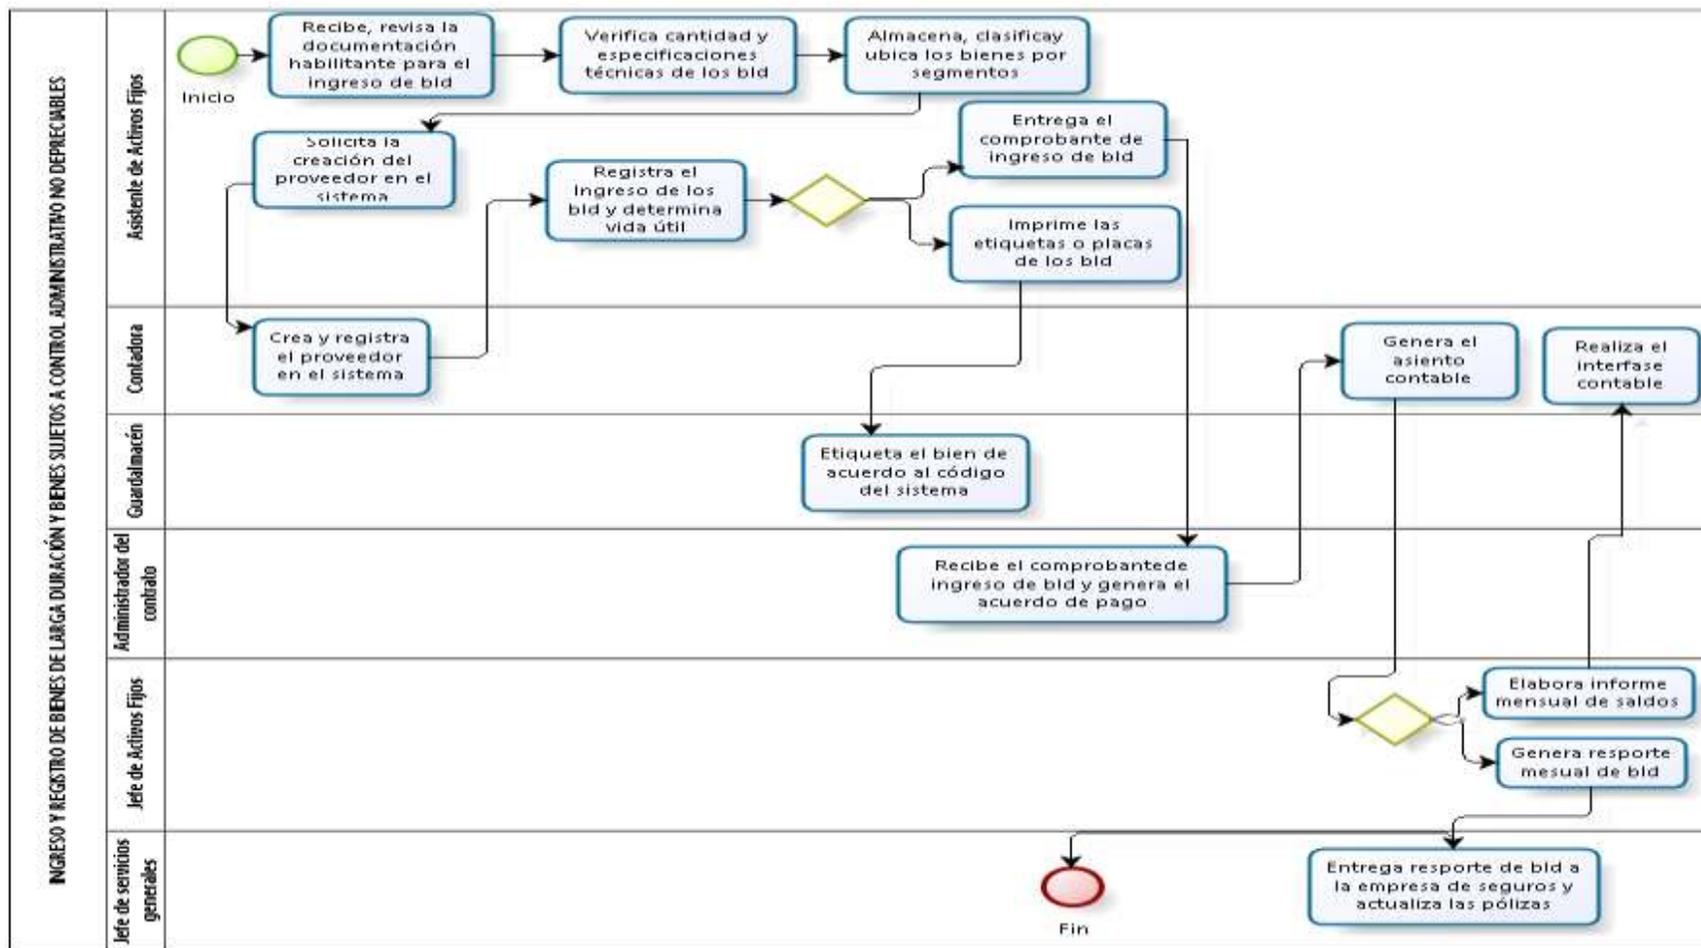 INGRESO Y REGISTRO DE BIENES DE LARGA DURACIÓN Y BIENES SUJETOS A CONTROL ADMINISTRATIVO NO DEPRECIABLES
Asistente de Activos Fijos
Inicio
Recibe, revisa la
documentación
habilitante para el
ingreso de bld
Verifica cantidad y
especificaciones
técnicas de los bld
Almacena, clasificay
ubica los bienes por
segmentos
Solicita la
creación del
proveedor en el
sistema
Registra el
Ingreso de los
bld y determina
vida útil
Entrega el
comprobante de
ingreso de bld
Imprime las
etiquetas o placas
de los bld
Contadora
Crea y registra
el proveedor
en el sistema
Genera el
asiento
contable
Realiza el
interfase
contable
Guardalmacén
Etiqueta el bien de
acuerdo al código
del sistema
Administrador del
contrato
Recibe el comprobantede
ingreso de bld y genera el
acuerdo de pago
Jefe de Activos Fijos
Elabora informe
mensual de saldos
Genera resporte
mesual de bld
Jefe de servicios
generales
Fin
Entrega resporte de bld a
la empresa de seguros y
actualiza las pólizas